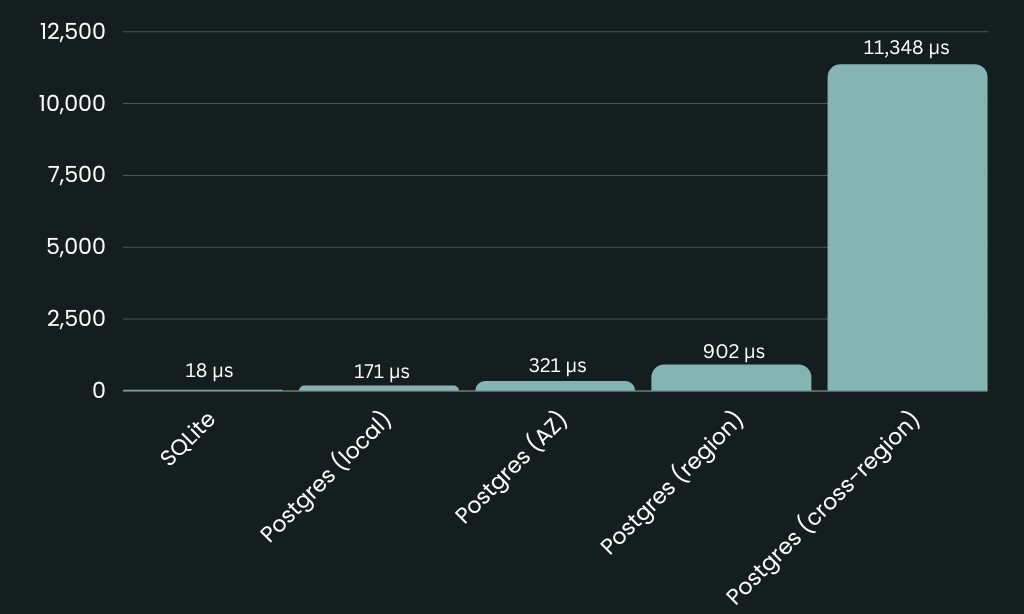 12,500
11,348 µs
10,000
7,500
5,000
2,500
902 µs
321 µs
18 µs
171 µs
0
SQLite
Postgres (local)
Postgres (AZ)
Postgres (region)
Postgres (cross-region)